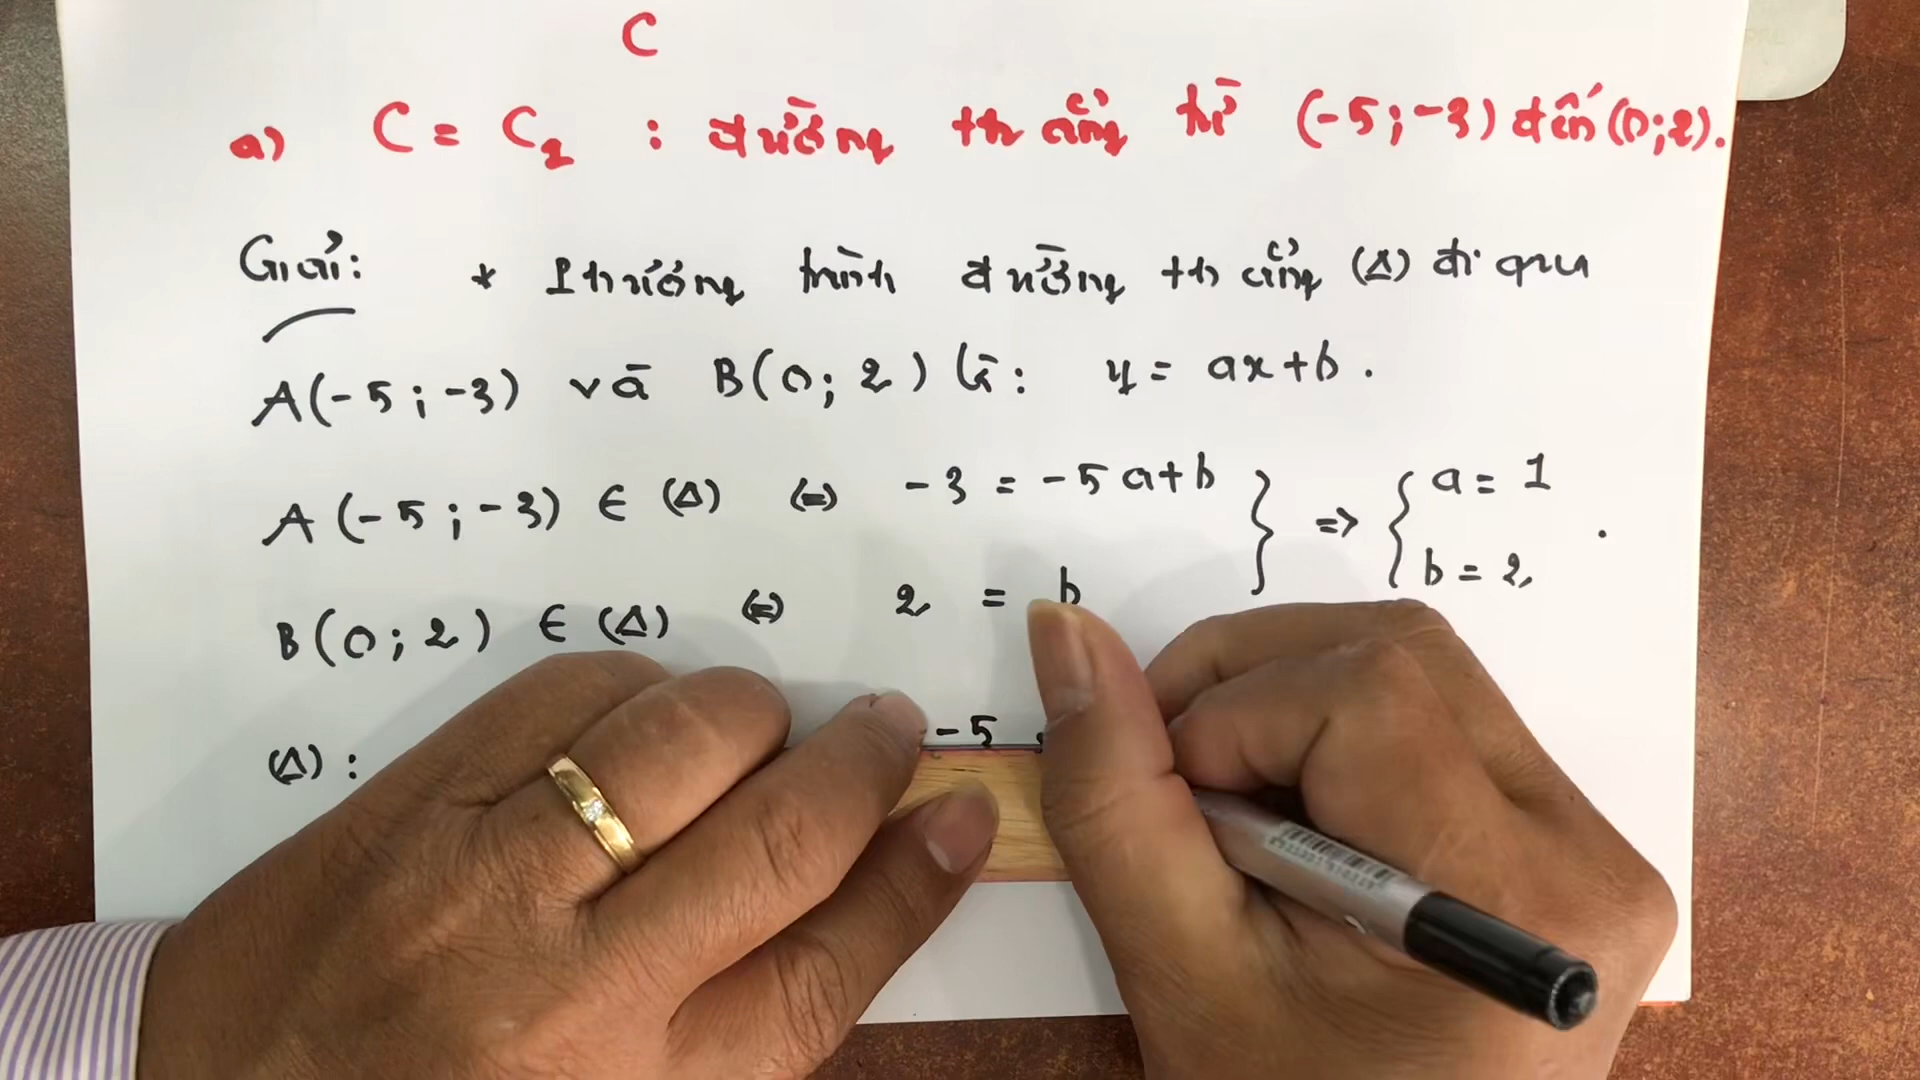 C
a) C = C₂ : đường thẳng từ (-5;-3) đến (0;2).
Giải: * Phương trình đường thẳng (Δ) đi qua
A(-5;-3) và B(0;2) là: y = ax+b.
A(-5;-3) ∈ (Δ) ⇔ -3 = -5a+b } ⇒ { a = 1
B(0;2) ∈ (Δ) ⇔ 2 = b } { b = 2 .
(Δ): -5